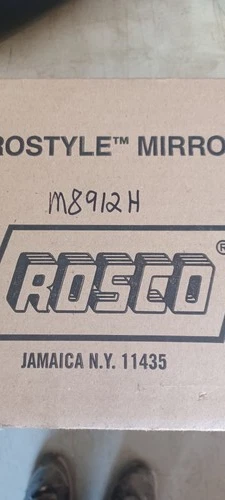 ROSTYLE™ MIRRO
M8912H
ROSCO®
JAMAICA N.Y. 11435